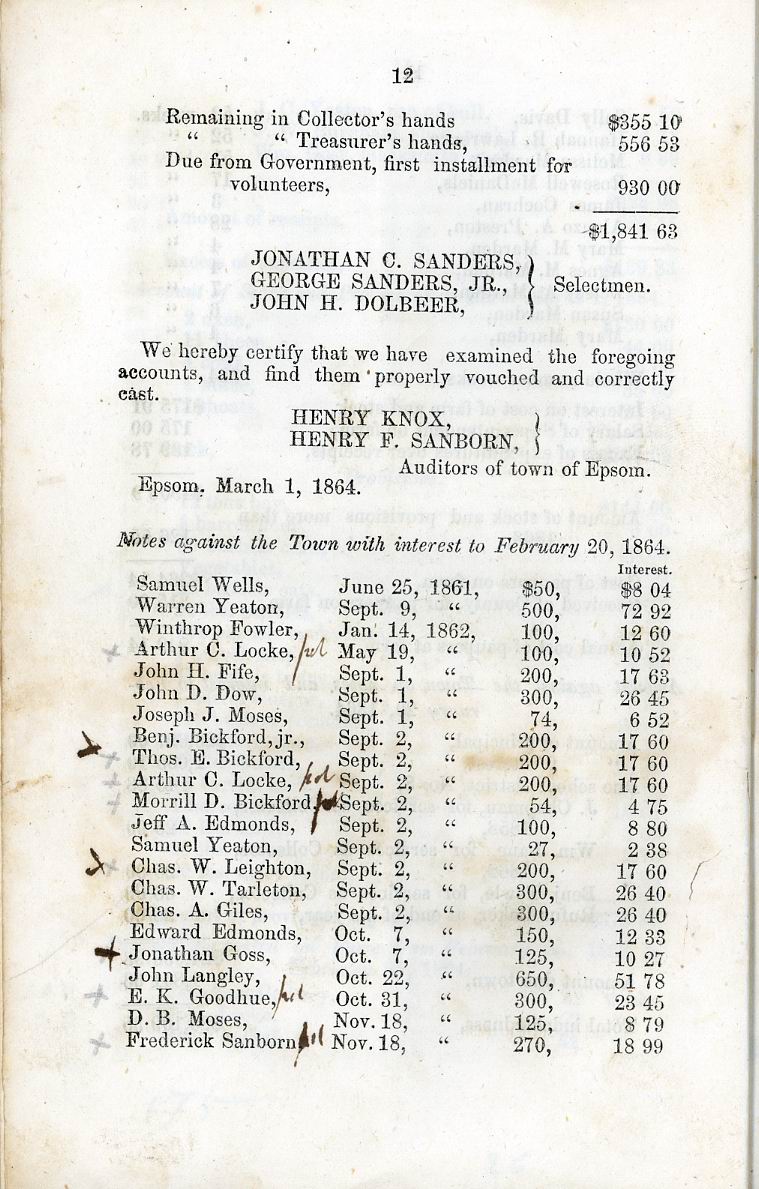 12
Remaining in Collector's hands $355 10
“ “ Treasurer's hands, 556 53
Due from Government, first installment for
volunteers, 930 00
$1,841 63
JONATHAN C. SANDERS,
GEORGE SANDERS, JR., } Selectmen.
JOHN H. DOLBEER,
We hereby certify that we have examined the foregoing
accounts, and find them properly vouched and correctly
cast.
HENRY KNOX,
HENRY F. SANBORN, }
Auditors of town of Epsom.
Epsom, March 1, 1864.
Notes against the Town with interest to February 20, 1864.
Interest.
Samuel Wells, June 25, 1861, $50, $8 04
Warren Yeaton, Sept. 9, “ 500, 72 92
Winthrop Fowler, Jan. 14, 1862, 100, 12 60
Arthur C. Locke, May 19, “ 100, 10 52
John H. Fife, Sept. 1, “ 200, 17 63
John D. Dow, Sept. 1, “ 300, 26 45
Joseph J. Moses, Sept. 1, “ 74, 6 52
Benj. Bickford, jr., Sept. 2, “ 200, 17 60
Thos. E. Bickford, Sept. 2, “ 200, 17 60
Arthur C. Locke, Sept. 2, “ 200, 17 60
Morrill D. Bickford, Sept. 2, “ 54, 4 75
Jeff A. Edmonds, Sept. 2, “ 100, 8 80
Samuel Yeaton, Sept. 2, “ 27, 2 38
Chas. W. Leighton, Sept. 2, “ 200, 17 60
Chas. W. Tarleton, Sept. 2, “ 300, 26 40
Chas. A. Giles, Sept. 2, “ 300, 26 40
Edward Edmonds, Oct. 7, “ 150, 12 33
Jonathan Goss, Oct. 7, “ 125, 10 27
John Langley, Oct. 22, “ 650, 51 78
E. K. Goodhue, Oct. 31, “ 300, 23 45
D. B. Moses, Nov. 18, “ 125, 8 79
Frederick Sanborn, Nov. 18, “ 270, 18 99